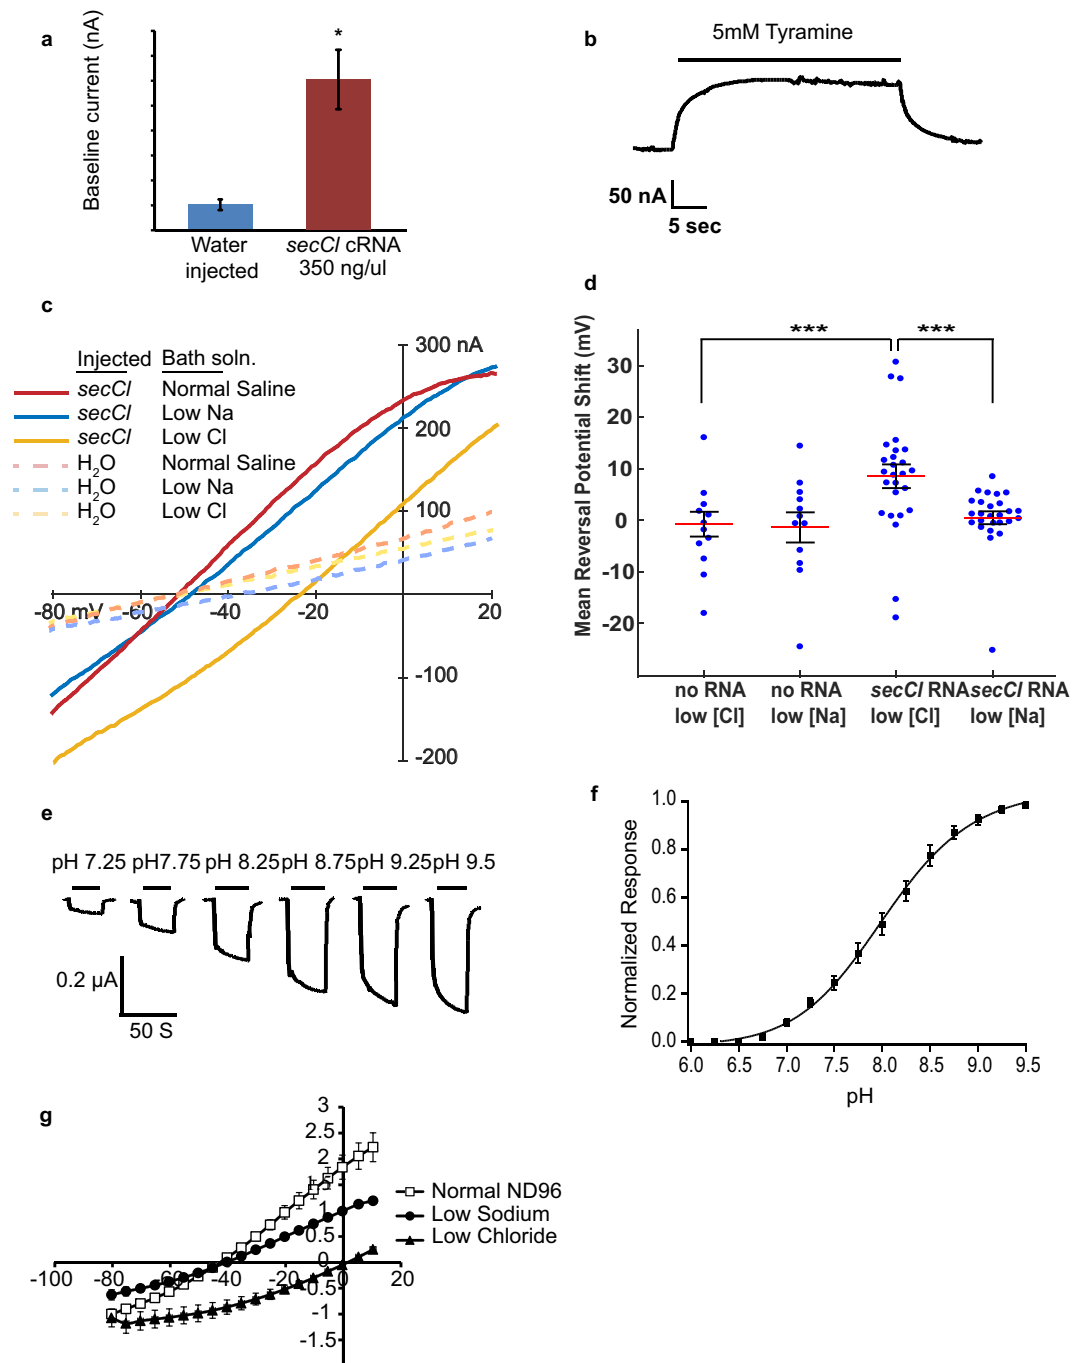 a
Baseline current (nA)
*
Water
injected
secCl cRNA
350 ng/ul
b
5mM Tyramine
50 nA
5 sec
c
Injected Bath soln.
secCl Normal Saline
secCl Low Na
secCl Low Cl
H2O Normal Saline
H2O Low Na
H2O Low Cl
300 nA
200
100
-80 mV -60 -40 -20 20
-100
-200
d
Mean Reversal Potential Shift (mV)
*** ***
30
20
10
0
-10
-20
no RNA
low [Cl]
no RNA
low [Na]
secCl RNA
low [Cl]
secCl RNA
low [Na]
e
pH 7.25 pH7.75 pH 8.25 pH 8.75 pH 9.25 pH 9.5
0.2 µA
50 S
f
Normalized Response
1.0
0.8
0.6
0.4
0.2
0.0
6.0 6.5 7.0 7.5 8.0 8.5 9.0 9.5
pH
g
3
2.5
2
1
0.5
0
-100 -80 -60 -40 -20 0 20
-0.5
-1
-1.5
Normal ND96
Low Sodium
Low Chloride